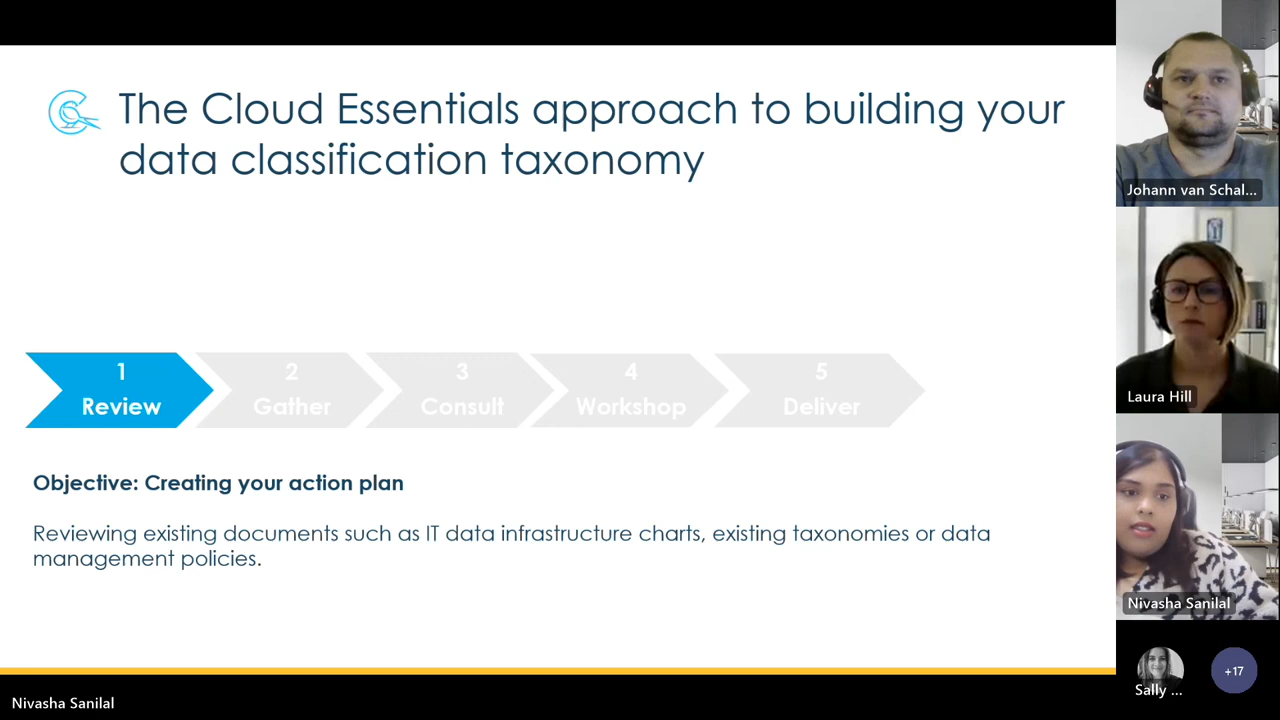 The Cloud Essentials approach to building your
data classification taxonomy
1
Review
2
Gather
3
Consult
4
Workshop
5
Deliver
Objective: Creating your action plan
Reviewing existing documents such as IT data infrastructure charts, existing taxonomies or data
management policies.
Nivasha Sanilal
Johann van Schal...
Laura Hill
Nivasha Sanilal
Sally ...
+17